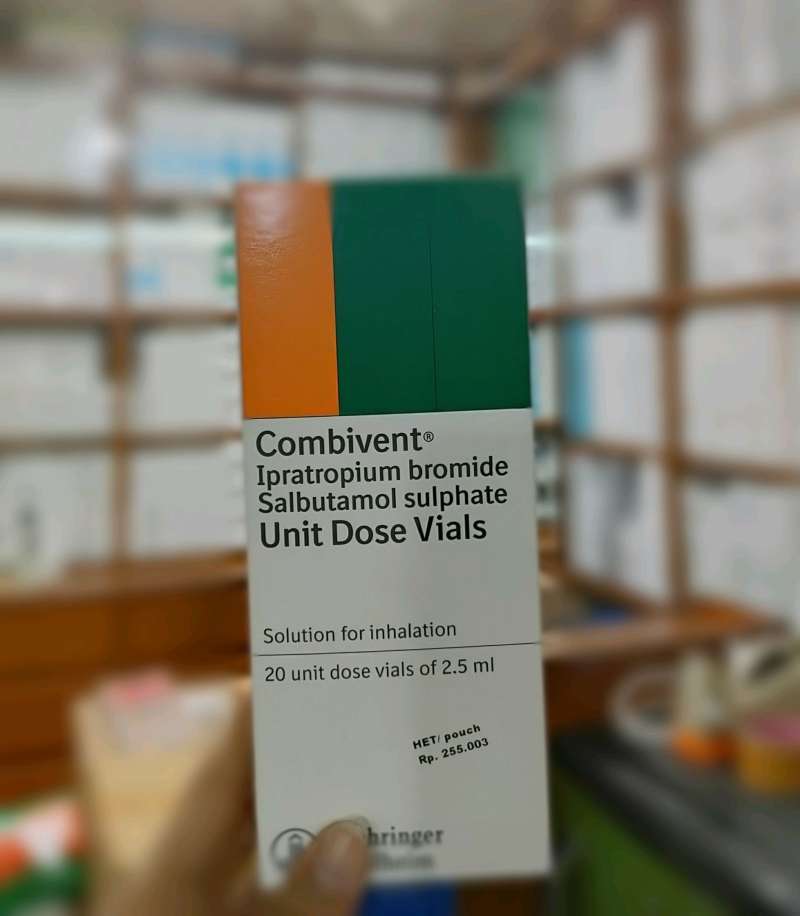 Combivent®
Ipratropium bromide
Salbutamol sulphate
Unit Dose Vials
Solution for inhalation
20 unit dose vials of 2.5 ml
HET/ pouch
Rp. 255.003